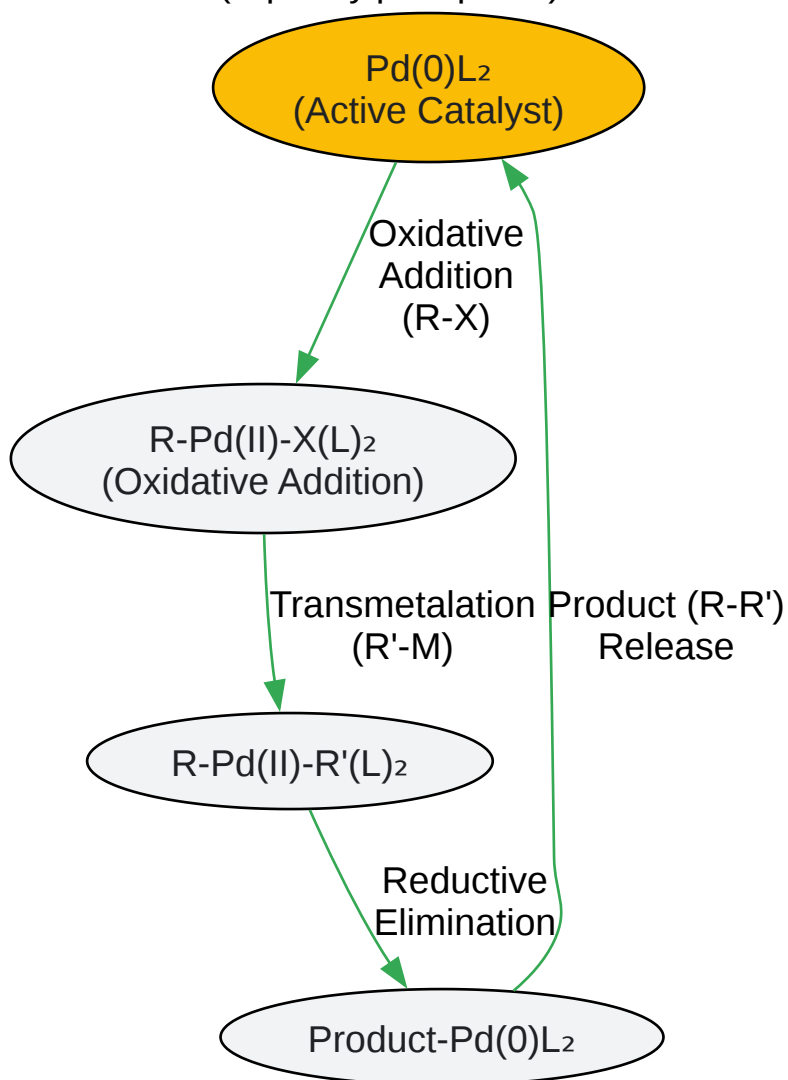 Pd(0)L₂
(Active Catalyst)
Oxidative
Addition
(R-X)
R-Pd(II)-X(L)₂
(Oxidative Addition)
Transmetalation
(R'-M)
Product (R-R')
Release
R-Pd(II)-R'(L)₂
Reductive
Elimination
Product-Pd(0)L₂